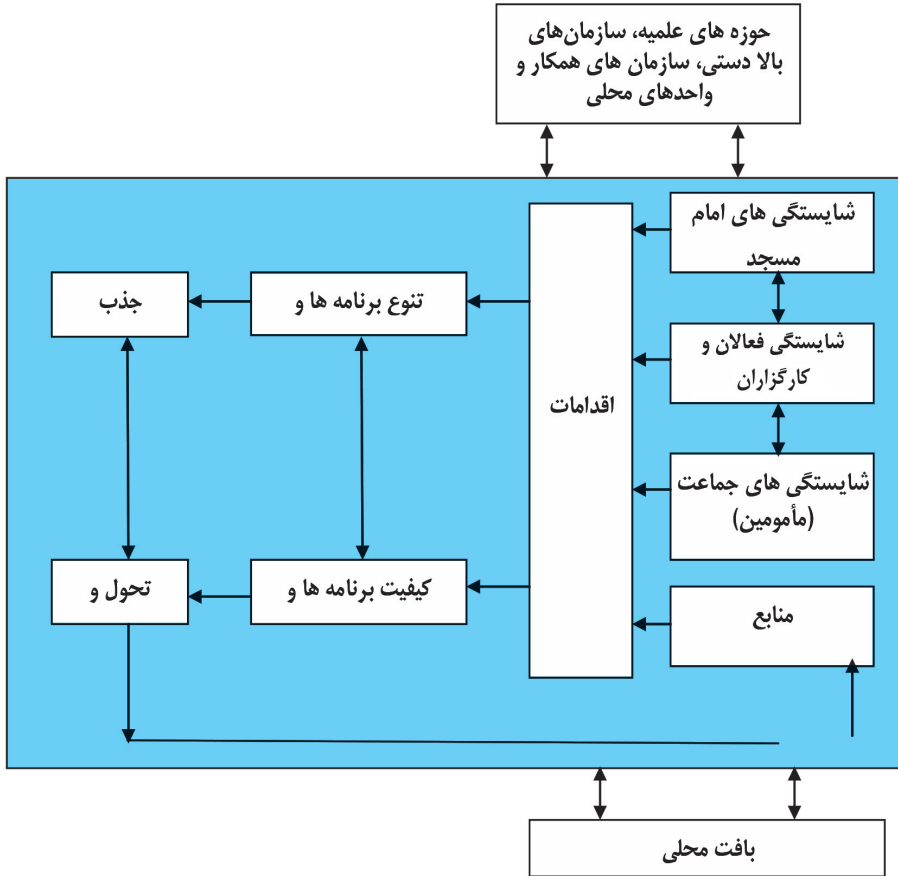 حوزه های علمیه، سازمان‌های
بالا دستی، سازمان های همکار و
واحدهای محلی
شایستگی های امام
مسجد
شایستگی فعالان و
کارگزاران
شایستگی های جماعت
(مأمومین)
منابع
اقدامات
تنوع برنامه ها و
کیفیت برنامه ها و
جذب
تحول و
بافت محلی